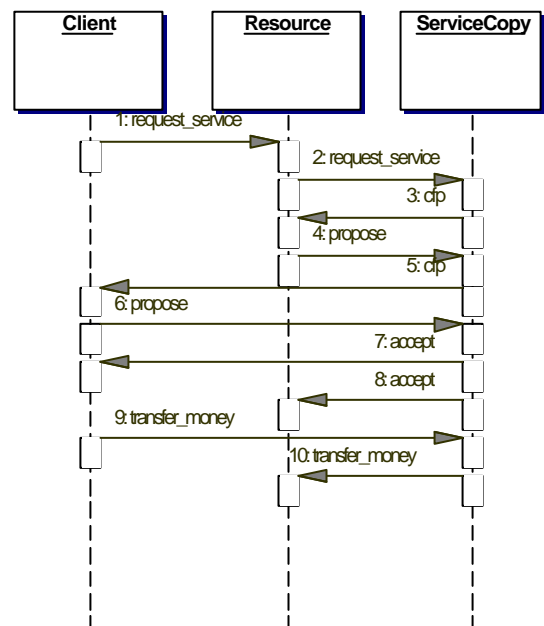 Client Resource ServiceCopy
1: request_service
2: request_service
3: cfp
4: propose
5: cfp
6: propose
7: accept
8: accept
9: transfer_money
10: transfer_money